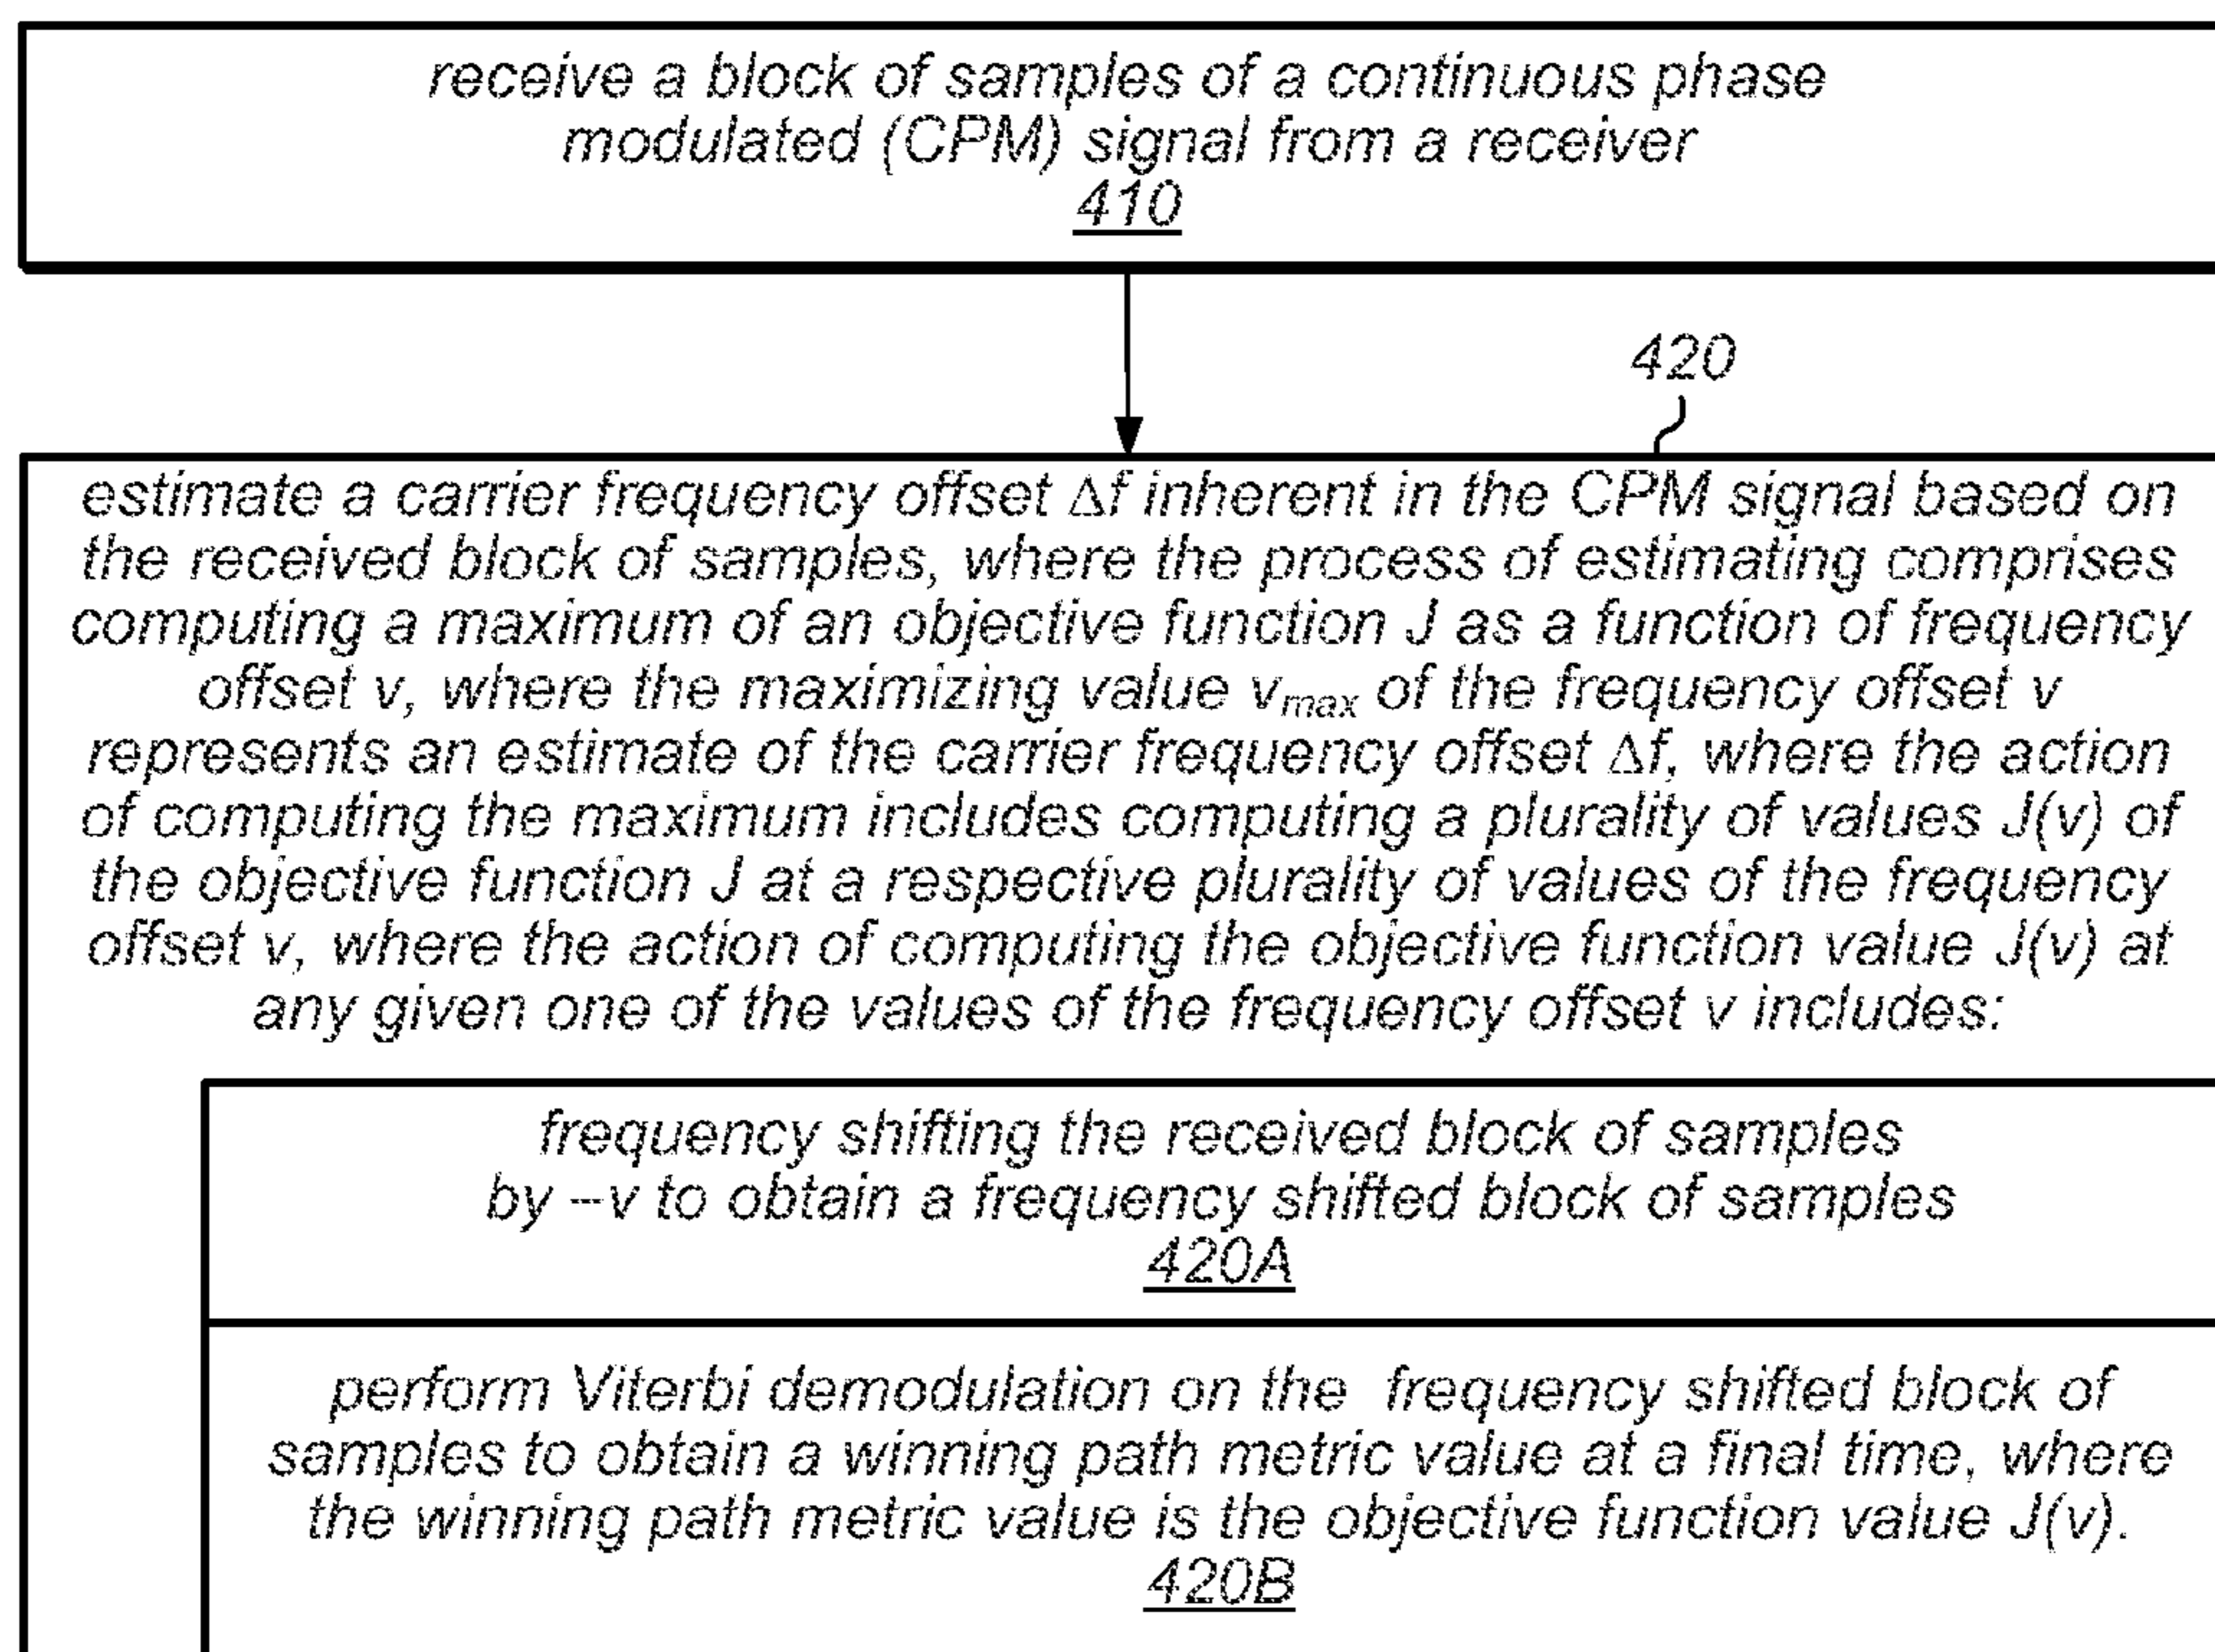 receive a block of samples of a continuous phase
modulated (CPM) signal from a receiver
410
420
estimate a carrier frequency offset Δf inherent in the CPM signal based on
the received block of samples, where the process of estimating comprises
computing a maximum of an objective function J as a function of frequency
offset v, where the maximizing value vmax of the frequency offset v
represents an estimate of the carrier frequency offset Δf, where the action
of computing the maximum includes computing a plurality of values J(v) of
the objective function J at a respective plurality of values of the frequency
offset v, where the action of computing the objective function value J(v) at
any given one of the values of the frequency offset v includes:
frequency shifting the received block of samples
by –v to obtain a frequency shifted block of samples
420A
perform Viterbi demodulation on the frequency shifted block of
samples to obtain a winning path metric value at a final time, where
the winning path metric value is the objective function value J(v).
420B